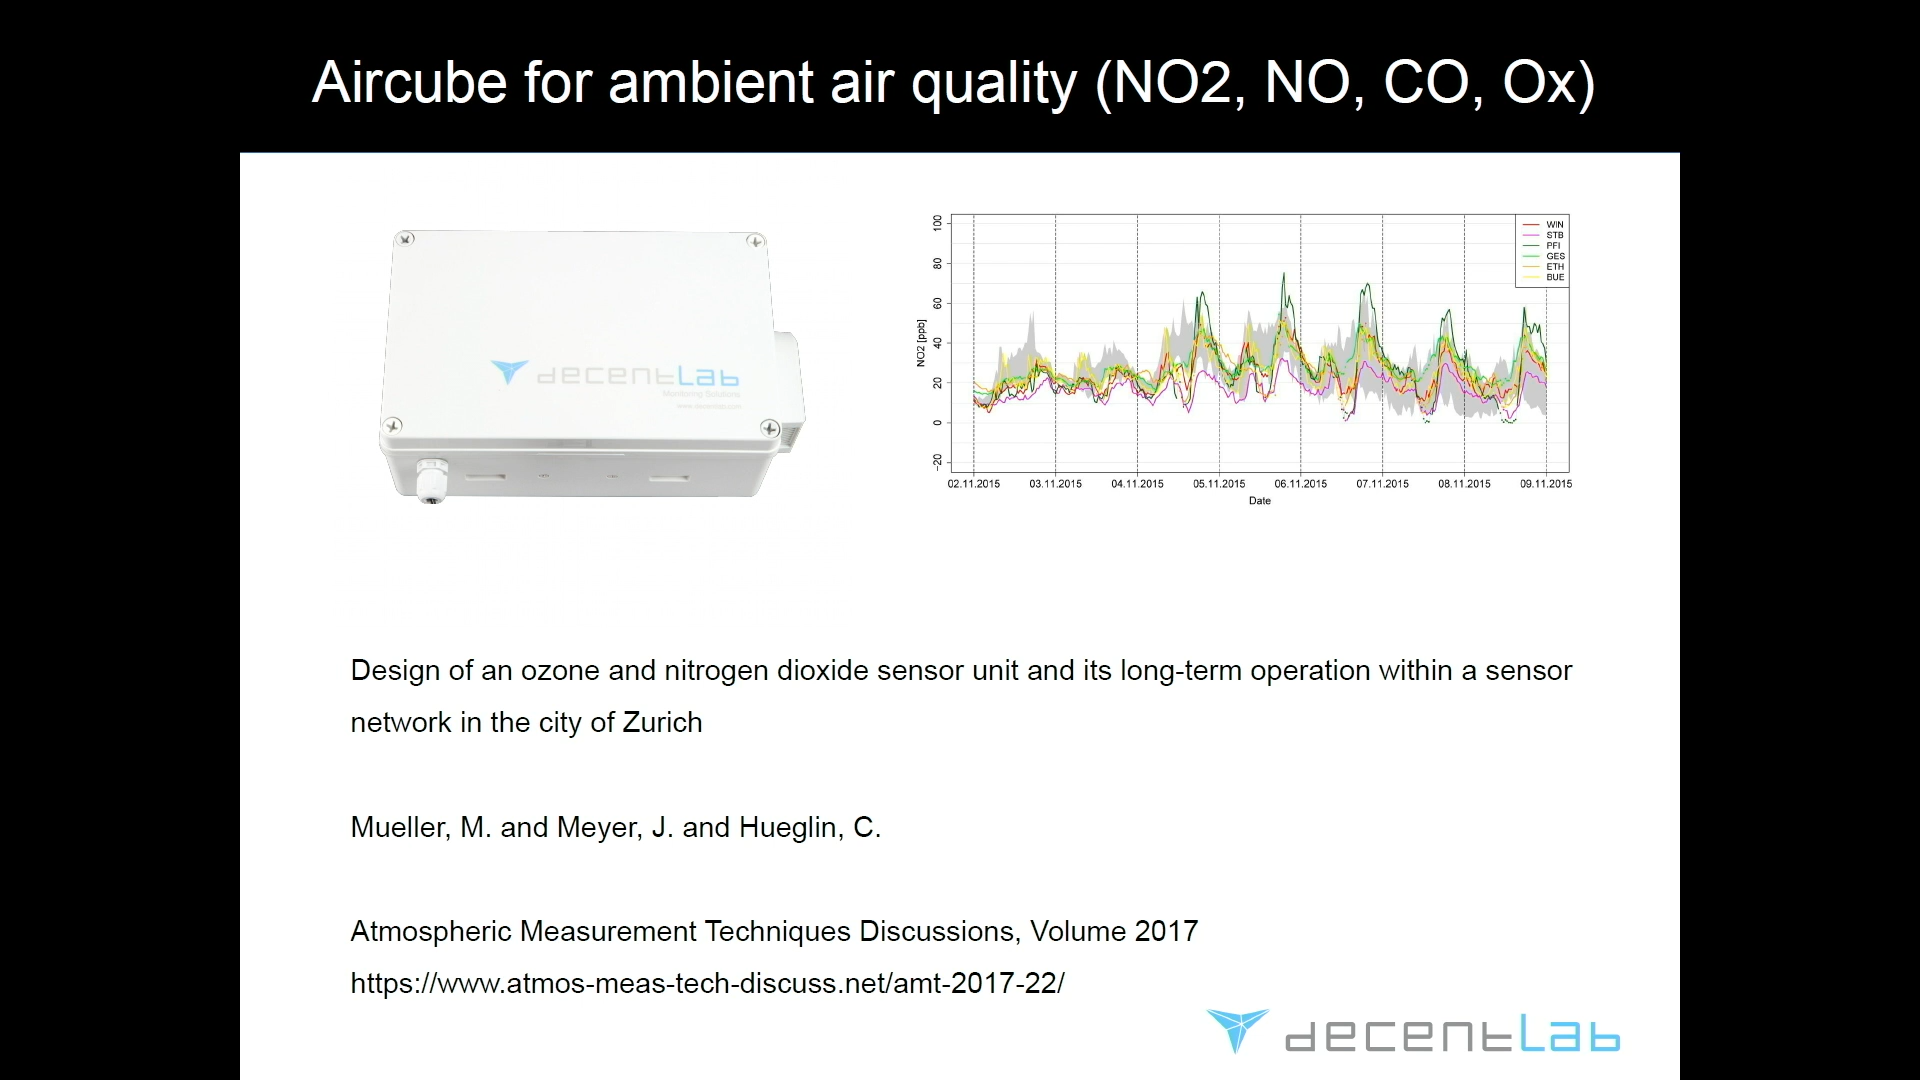 Aircube for ambient air quality (NO2, NO, CO, Ox)
decentLab
Monitoring Solutions
www.decentlab.com
100
80
60
40
20
0
-20
NO2 [ppb]
WIN
STB
PFI
GES
ETH
BUE
02.11.2015 03.11.2015 04.11.2015 05.11.2015 06.11.2015 07.11.2015 08.11.2015 09.11.2015
Date
Design of an ozone and nitrogen dioxide sensor unit and its long-term operation within a sensor
network in the city of Zurich
Mueller, M. and Meyer, J. and Hueglin, C.
Atmospheric Measurement Techniques Discussions, Volume 2017
https://www.atmos-meas-tech-discuss.net/amt-2017-22/
decentLab